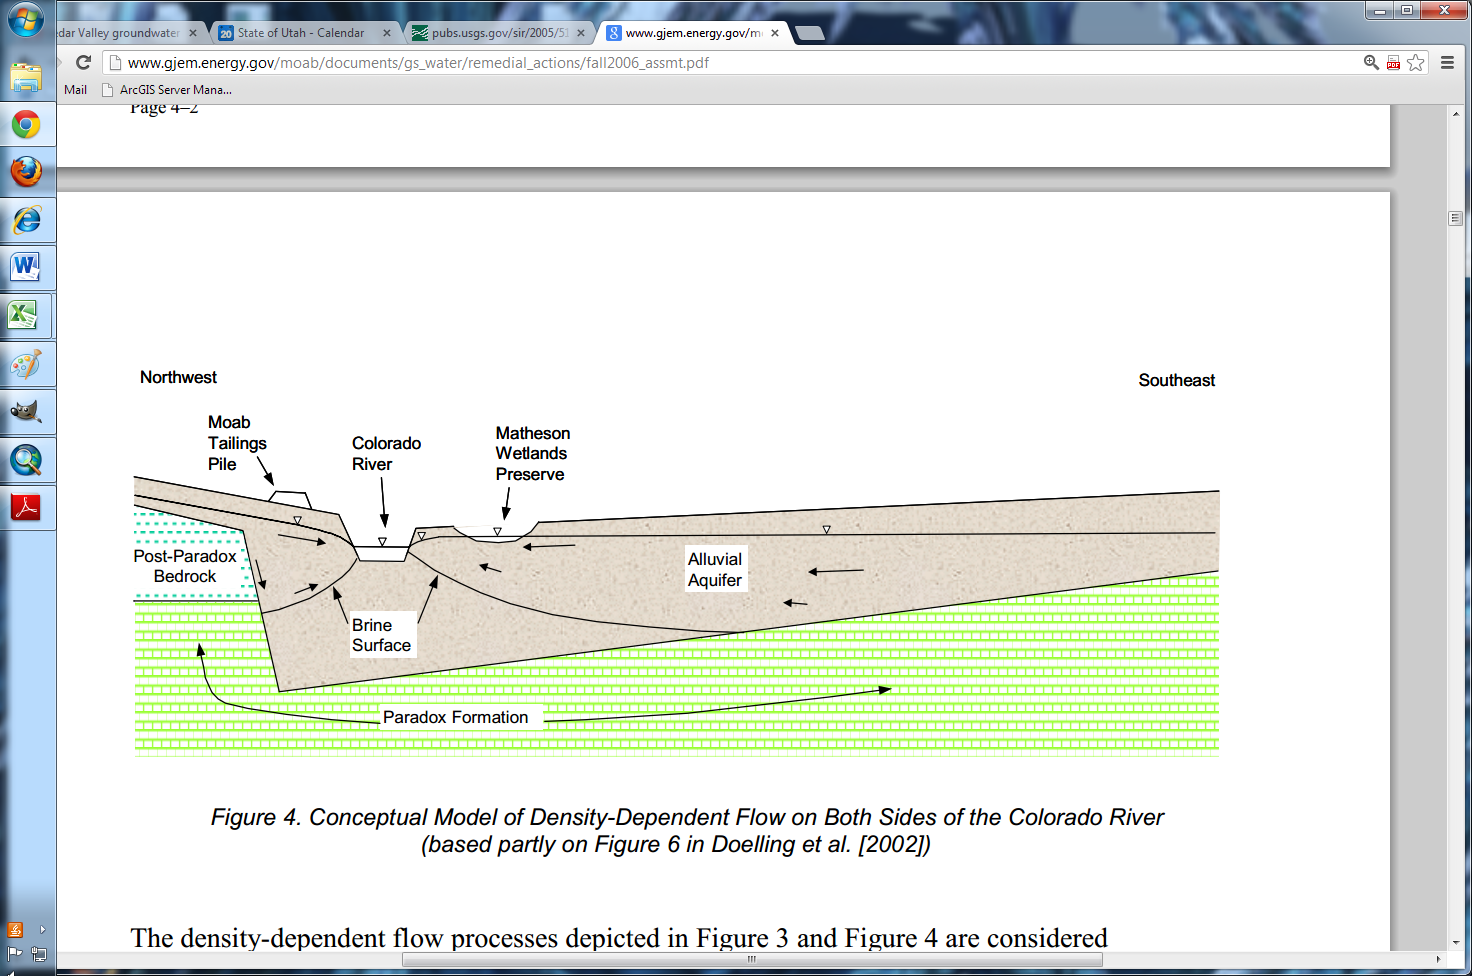 edar Valley groundwater
20 State of Utah - Calendar
pubs.usgs.gov/sir/2005/51
www.gjem.energy.gov/m
www.gjem.energy.gov/moab/documents/gs_water/remedial_actions/fall2006_assmt.pdf
Mail
ArcGIS Server Mana...
Page 4–2
Northwest
Southeast
Moab
Tailings
Pile
Colorado
River
Matheson
Wetlands
Preserve
Post-Paradox
Bedrock
Alluvial
Aquifer
Brine
Surface
Paradox Formation
Figure 4. Conceptual Model of Density-Dependent Flow on Both Sides of the Colorado River
(based partly on Figure 6 in Doelling et al. [2002])
The density-dependent flow processes depicted in Figure 3 and Figure 4 are considered